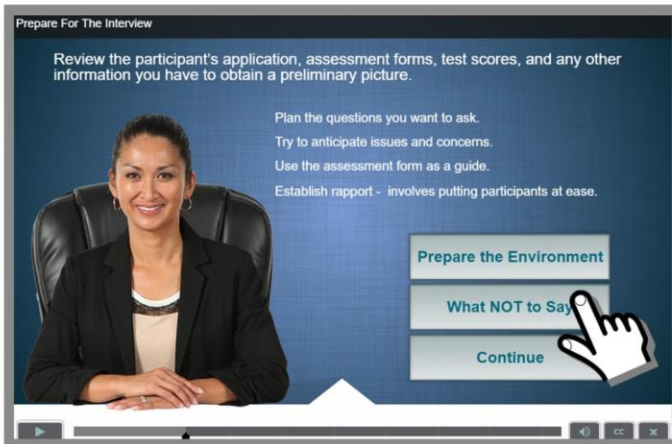 Prepare For The Interview
Review the participant's application, assessment forms, test scores, and any other
information you have to obtain a preliminary picture.
Plan the questions you want to ask.
Try to anticipate issues and concerns.
Use the assessment form as a guide.
Establish rapport - involves putting participants at ease.
Prepare the Environment
What NOT to Say
Continue
CC